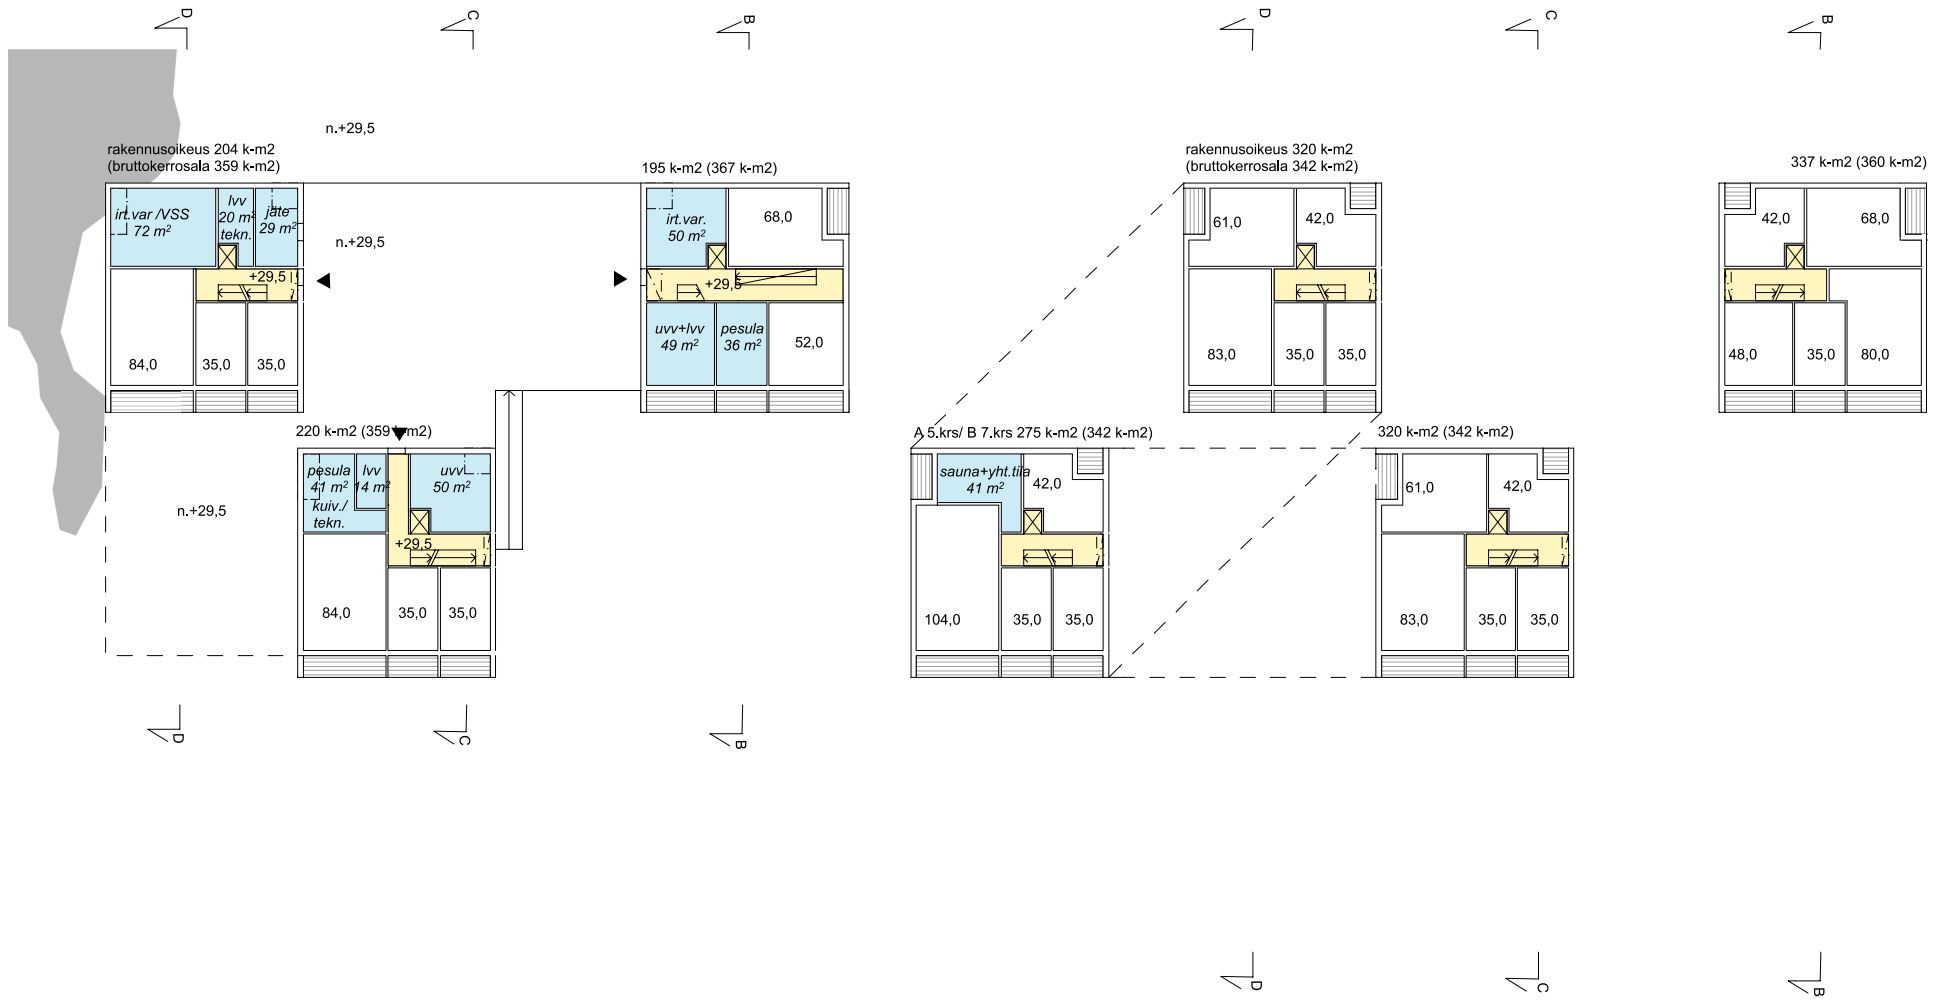 D
C
B
D
C
B
n.+29,5
rakennusoikeus 204 k-m2
(bruttokerrosala 359 k-m2)
195 k-m2 (367 k-m2)
rakennusoikeus 320 k-m2
(bruttokerrosala 342 k-m2)
337 k-m2 (360 k-m2)
irt.var /VSS
72 m²
lvv
20 m²
tekn.
jäte
29 m²
n.+29,5
+29,5
84,0
35,0
35,0
irt.var.
50 m²
68,0
+29,5
uvv+lvv
49 m²
pesula
36 m²
52,0
61,0
42,0
83,0
35,0
35,0
42,0
68,0
48,0
35,0
80,0
220 k-m2 (359 k-m2)
A 5.krs/ B 7.krs 275 k-m2 (342 k-m2)
320 k-m2 (342 k-m2)
n.+29,5
pesula
41 m²
kuiv./
tekn.
lvv
14 m²
uvv
50 m²
+29,5
84,0
35,0
35,0
sauna+yht.tila
41 m²
42,0
104,0
35,0
35,0
61,0
42,0
83,0
35,0
35,0
D
C
B
D
C
B